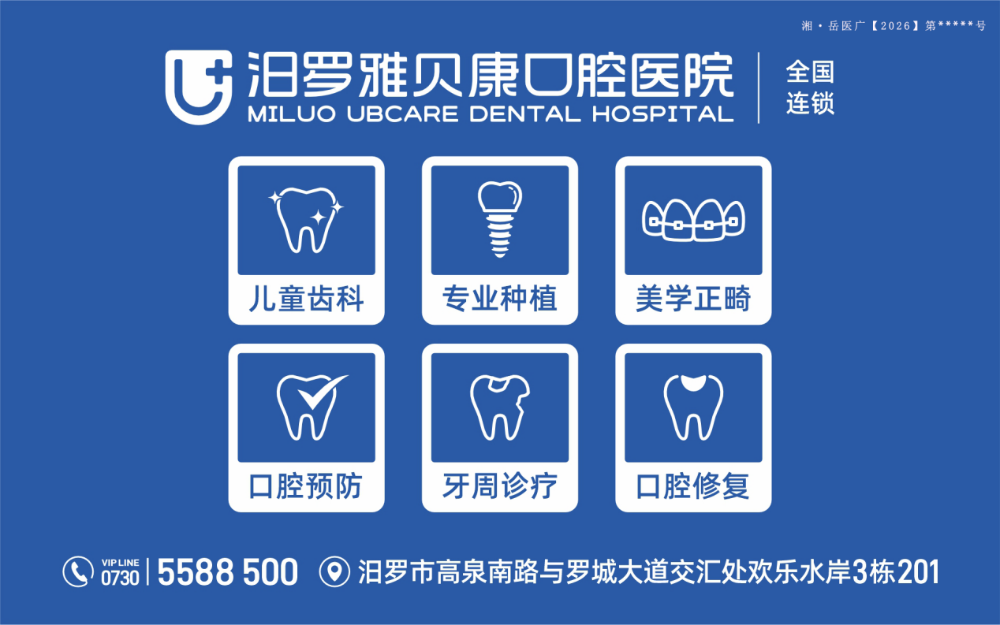 湘·岳医广【2026】第*****号
汨罗雅贝康口腔医院
MILUO UBCARE DENTAL HOSPITAL
全国
连锁
儿童齿科
专业种植
美学正畸
口腔预防
牙周诊疗
口腔修复
VIP LINE
0730
5588 500
汨罗市高泉南路与罗城大道交汇处欢乐水岸3栋201